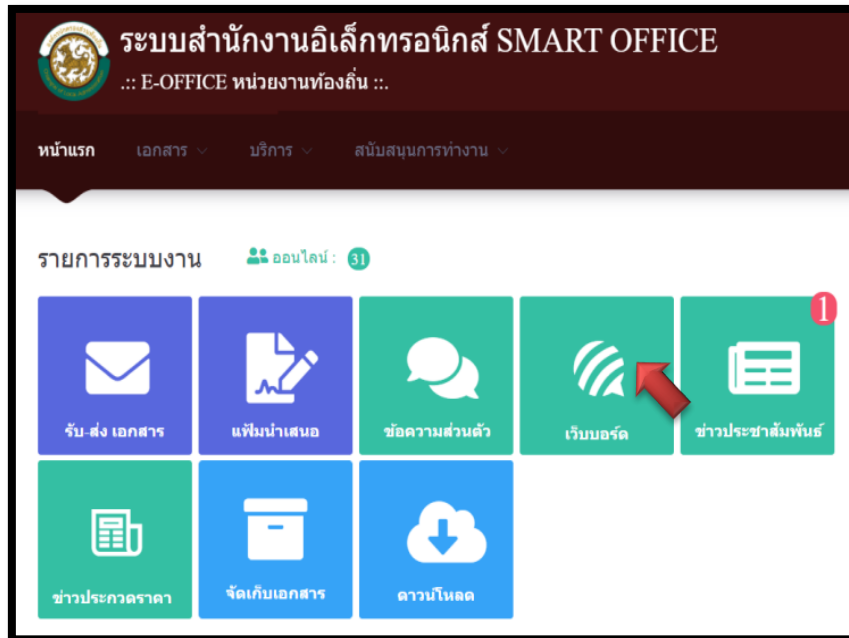 ระบบสำนักงานอิเล็กทรอนิกส์ SMART OFFICE
.:: E-OFFICE หน่วยงานท้องถิ่น ::.
หน้าแรก เอกสาร บริการ สนับสนุนการทำงาน
รายการระบบงาน ออนไลน์ : 31
1
รับ-ส่ง เอกสาร แฟ้มนำเสนอ ข้อความส่วนตัว เว็บบอร์ด ข่าวประชาสัมพันธ์
ข่าวประกวดราคา จัดเก็บเอกสาร ดาวน์โหลด